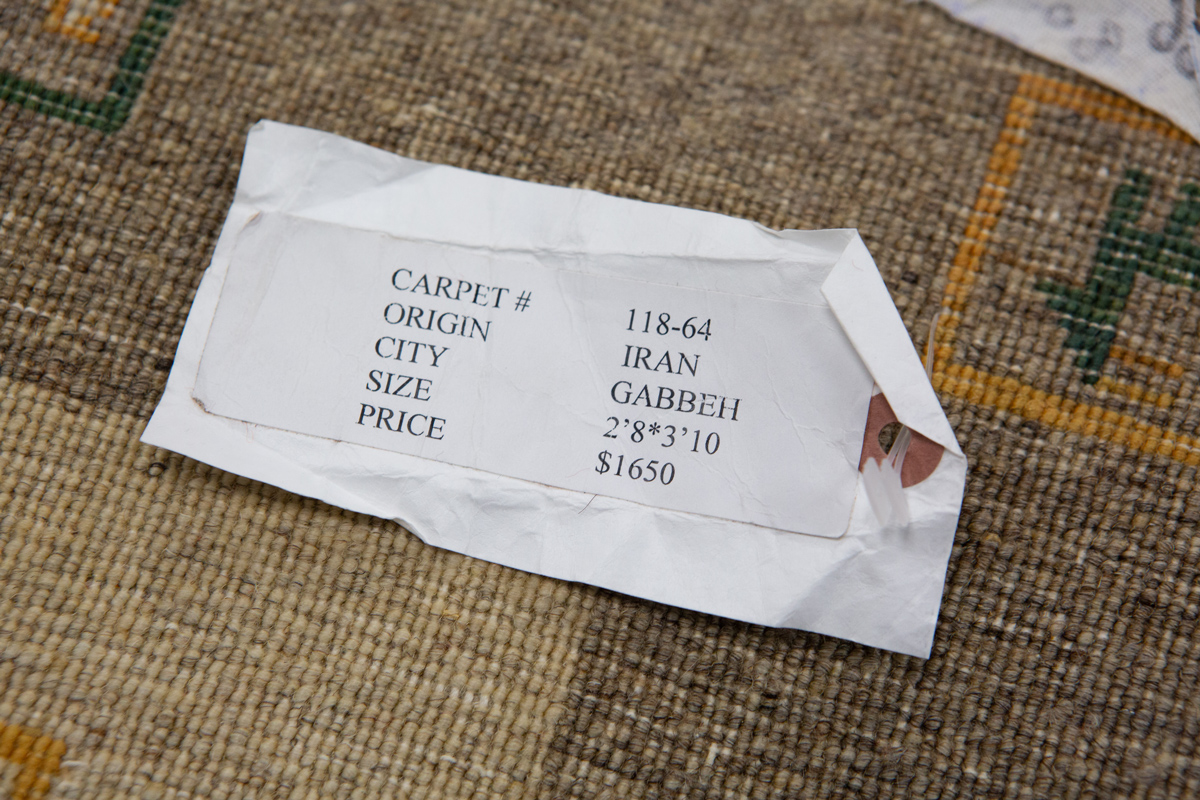 CARPET # 118-64
ORIGIN IRAN
CITY GABBEH
SIZE 2’8*3’10
PRICE $1650